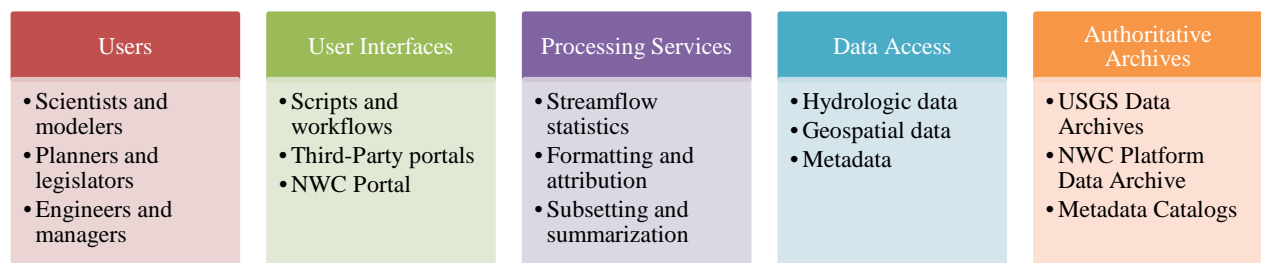 Users
• Scientists and
modelers
• Planners and
legislators
• Engineers and
managers
User Interfaces
• Scripts and
workflows
• Third-Party portals
• NWC Portal
Processing Services
• Streamflow
statistics
• Formatting and
attribution
• Subsetting and
summarization
Data Access
• Hydrologic data
• Geospatial data
• Metadata
Authoritative
Archives
• USGS Data
Archives
• NWC Platform
Data Archive
• Metadata Catalogs